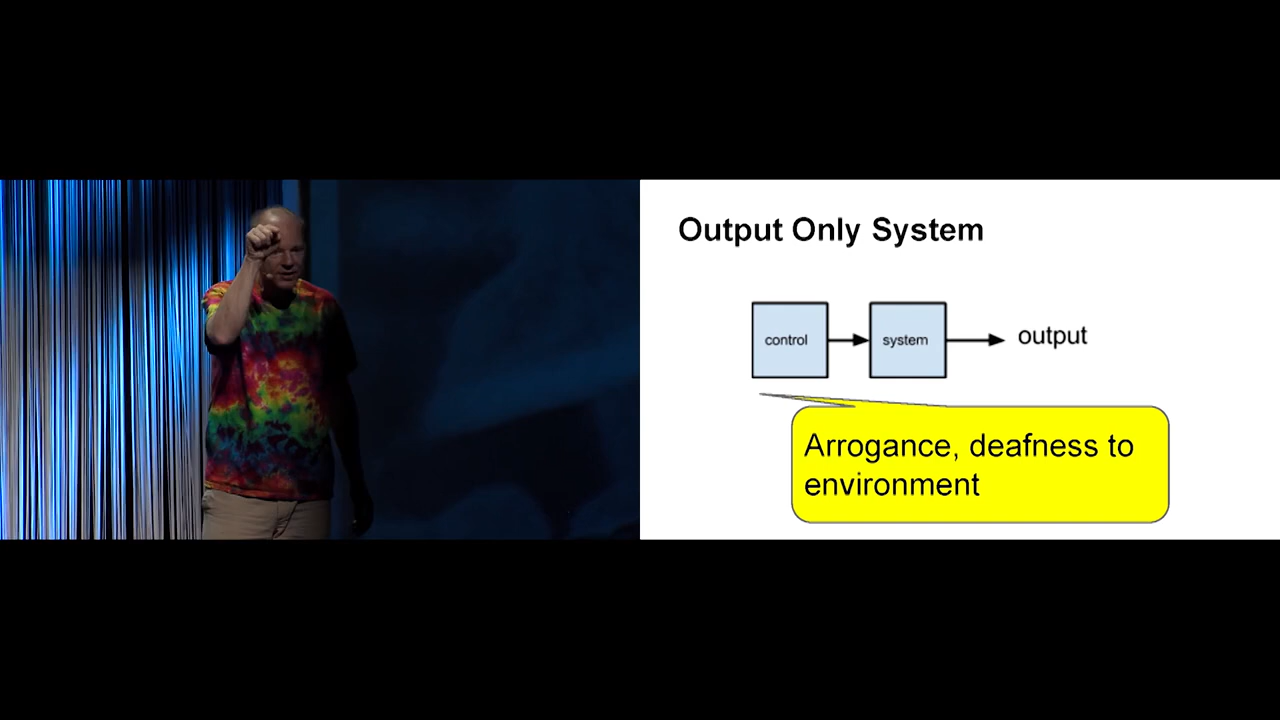 Output Only System
control
system
output
Arrogance, deafness to
environment